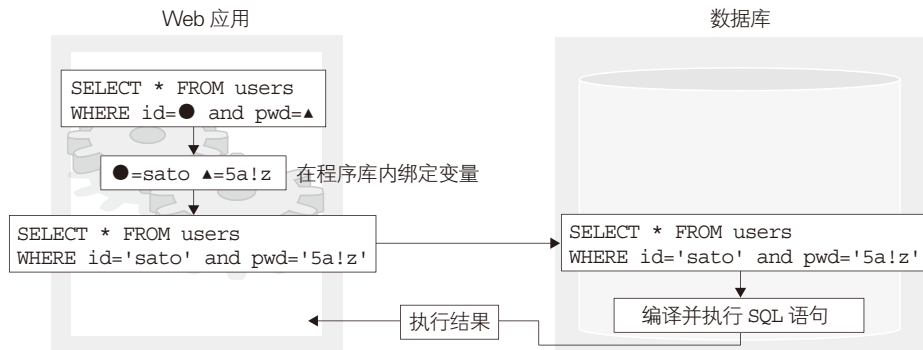 Web 应用
数据库
SELECT * FROM users
WHERE id=● and pwd=▲
●=sato ▲=5a!z
在程序库内绑定变量
SELECT * FROM users
WHERE id='sato' and pwd='5a!z'
SELECT * FROM users
WHERE id='sato' and pwd='5a!z'
编译并执行 SQL 语句
执行结果